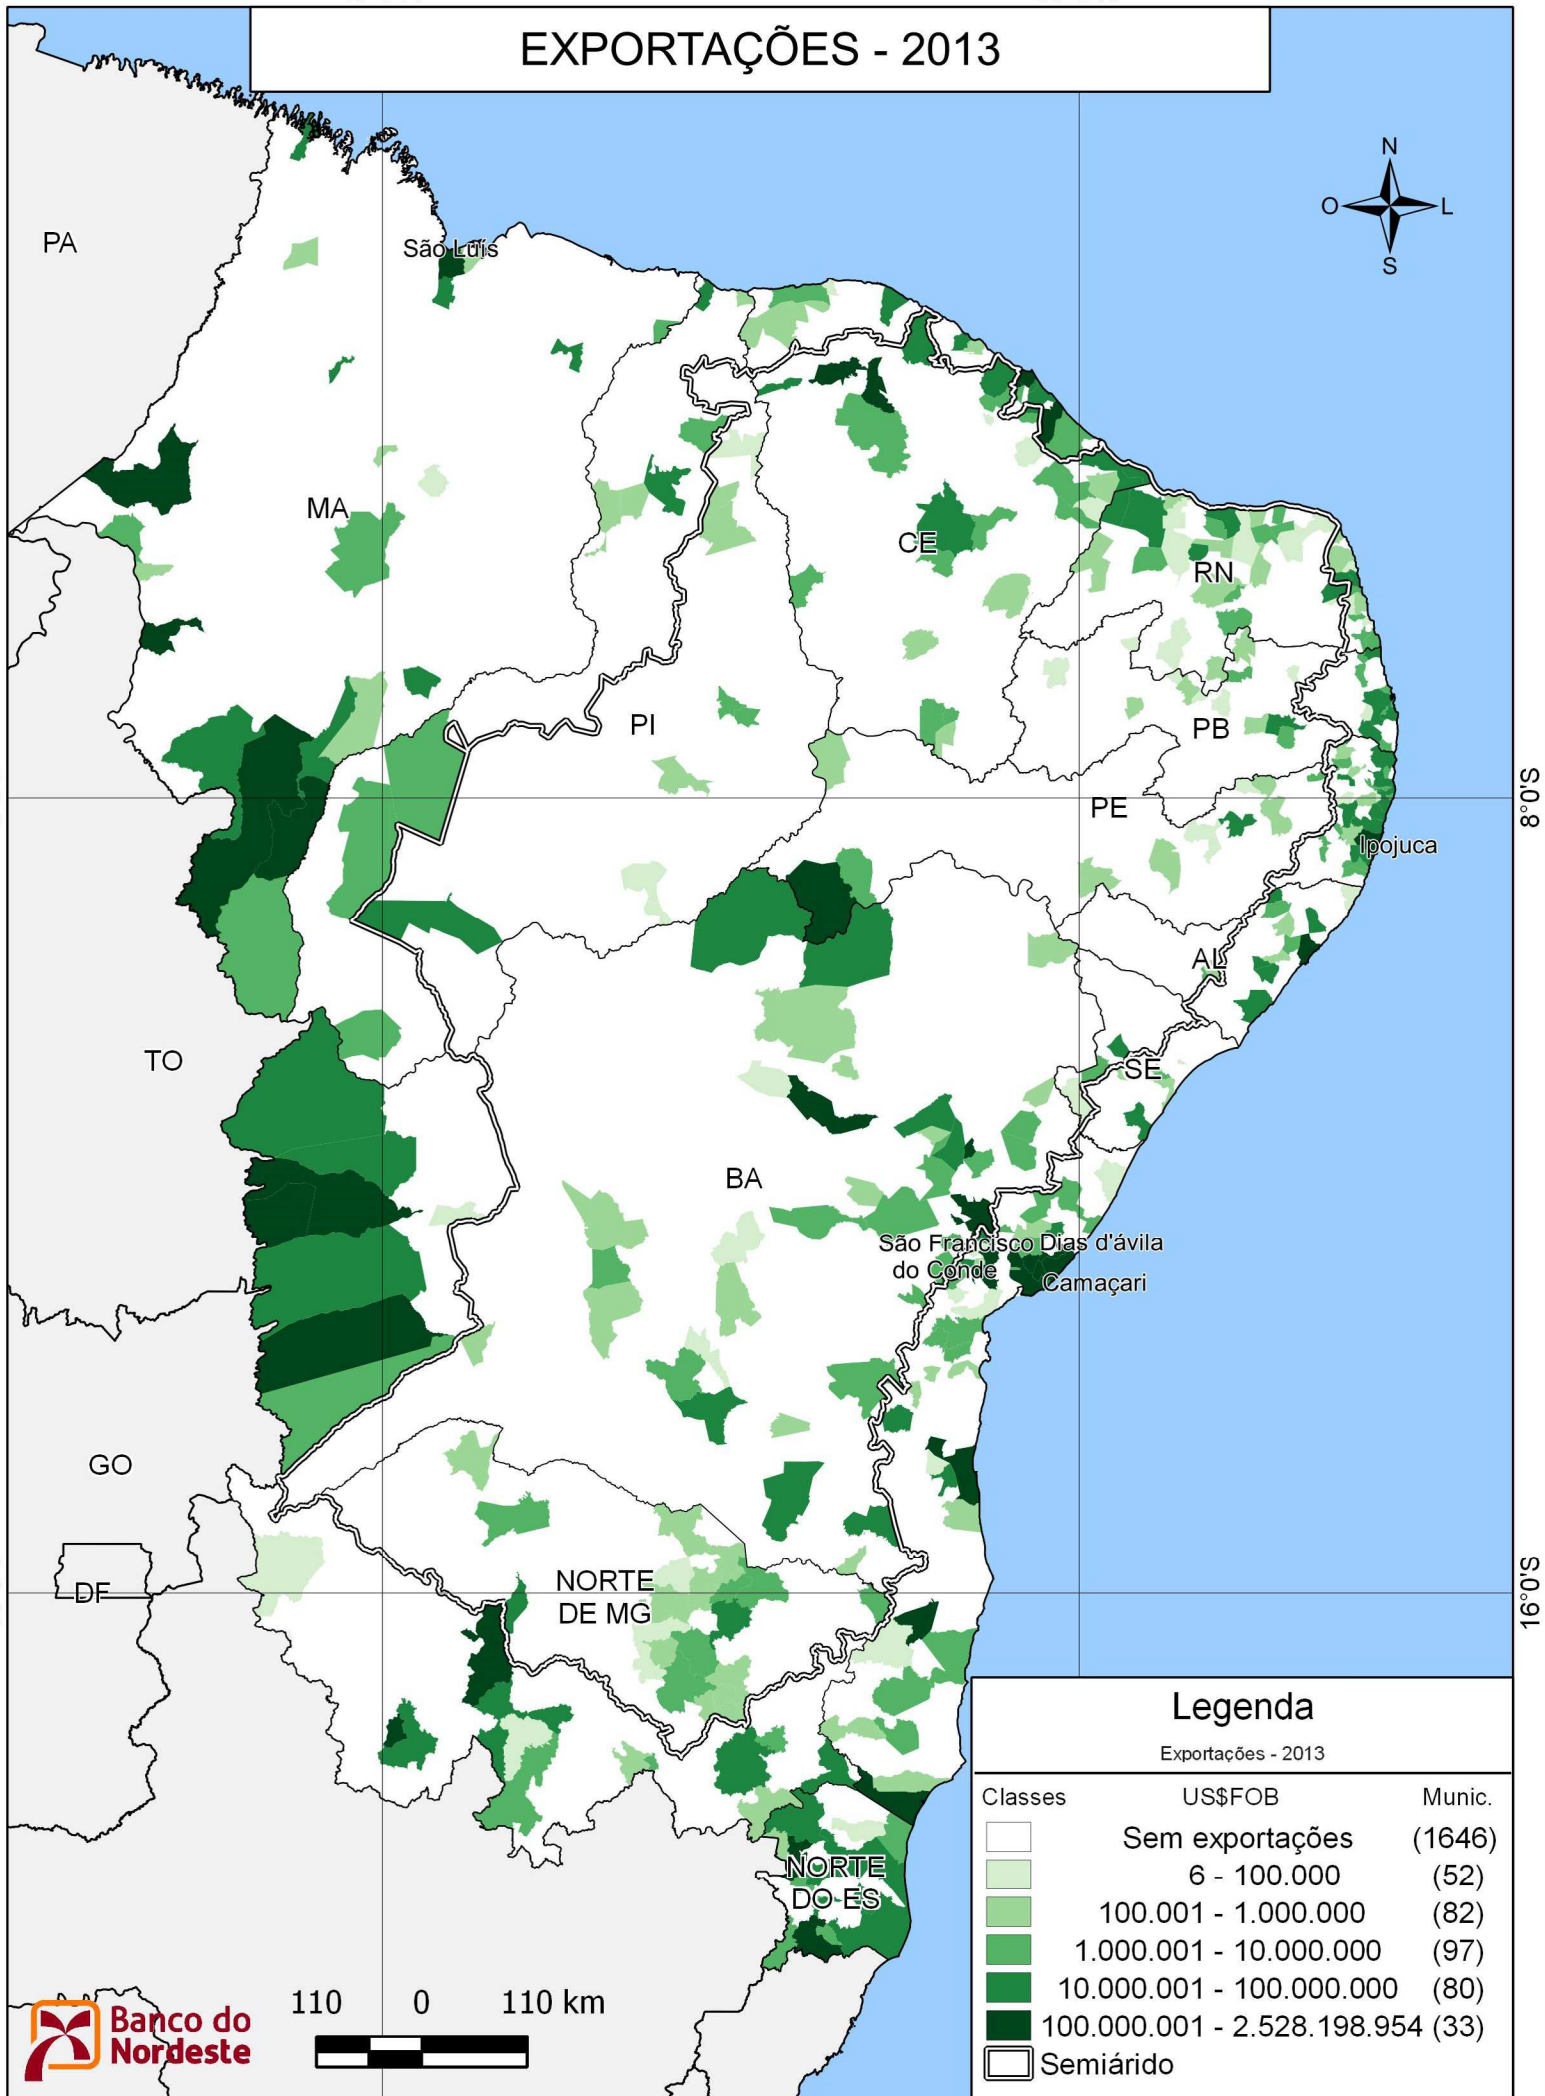 EXPORTAÇÕES - 2013
N
O
L
S
PA
São Luís
MA
CE
RN
PI
PB
PE
8°0'S
Ipojuca
AL
TO
SE
BA
São Francisco
do Conde
Dias d'ávila
Camaçari
GO
DF
NORTE
DE MG
16°0'S
NORTE
DO ES
Legenda
Exportações - 2013
Classes US$FOB Munic.
Sem exportações (1646)
6 - 100.000 (52)
100.001 - 1.000.000 (82)
1.000.001 - 10.000.000 (97)
10.000.001 - 100.000.000 (80)
100.000.001 - 2.528.198.954 (33)
Semiárido
110 0 110 km
Banco do
Nordeste